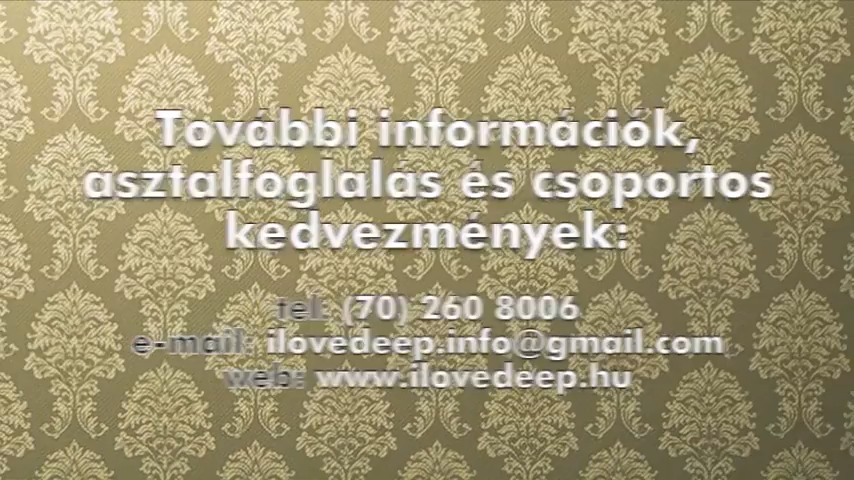 További információk,
asztalfoglalás és csoportos
kedvezmények:
tel: (70) 260 8006
e-mail: ilovedeep.info@gmail.com
web: www.ilovedeep.hu